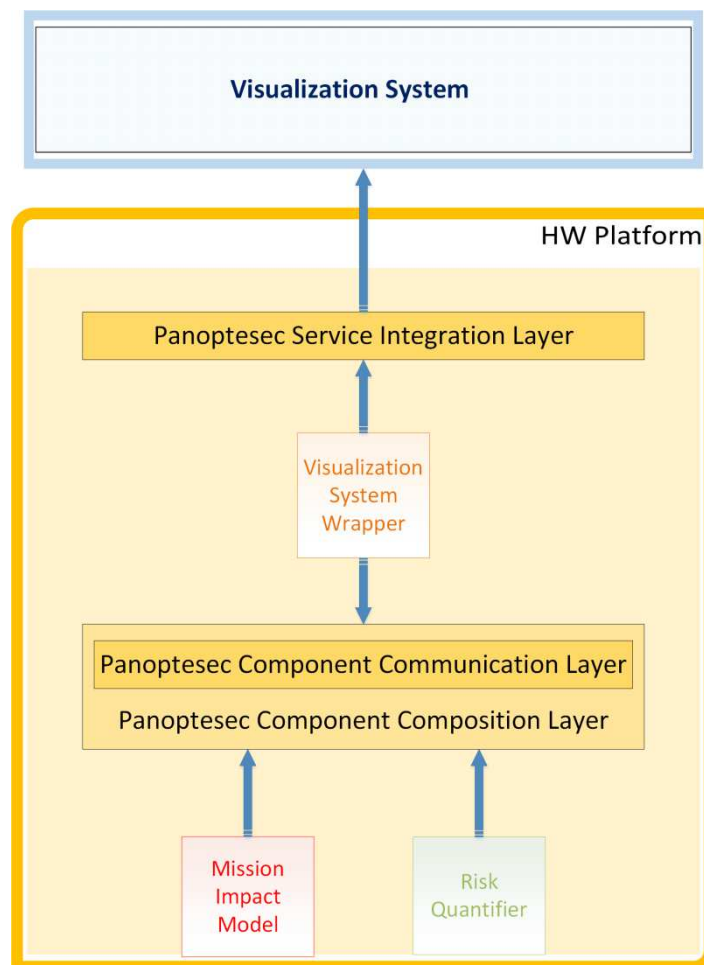 Visualization System
HW Platform
Panoptesec Service Integration Layer
Visualization
System
Wrapper
Panoptesec Component Communication Layer
Panoptesec Component Composition Layer
Mission
Impact
Model
Risk
Quantifier